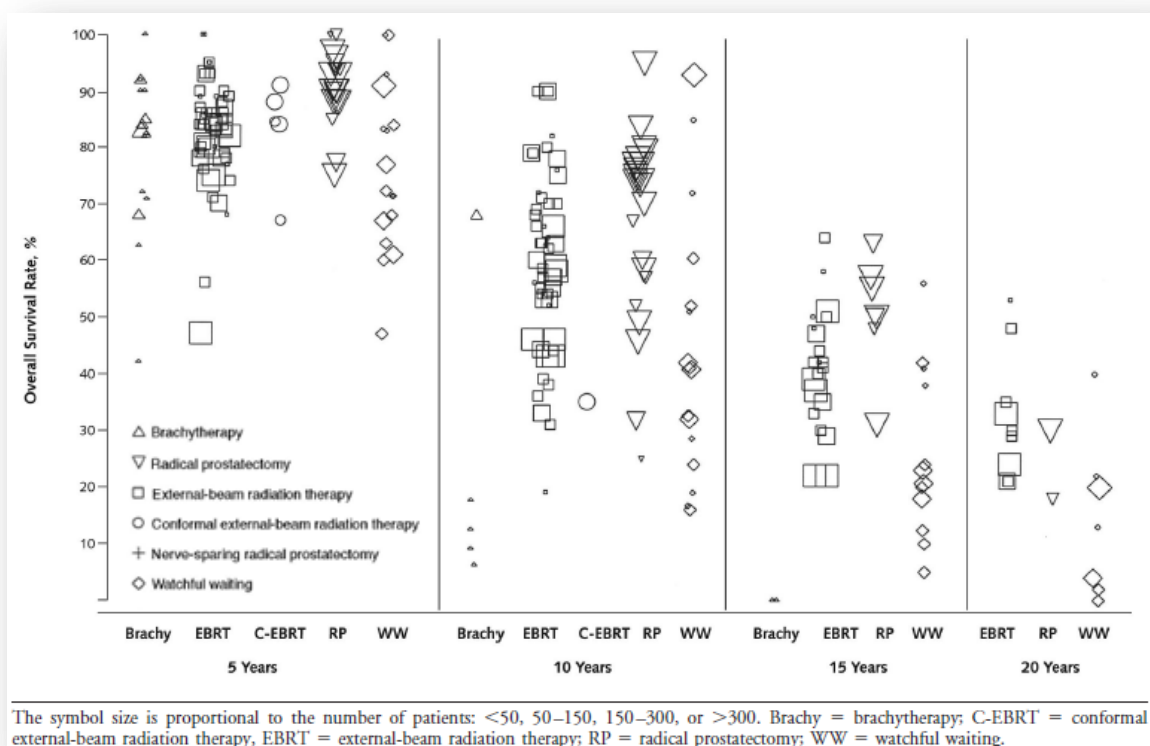 100
90
80
70
60
50
40
30
20
10
Overall Survival Rate, %
Brachytherapy
Radical prostatectomy
External-beam radiation therapy
Conformal external-beam radiation therapy
Nerve-sparing radical prostatectomy
Watchful waiting
Brachy EBRT C-EBRT RP WW Brachy EBRT C-EBRT RP WW Brachy EBRT RP WW EBRT RP WW
5 Years 10 Years 15 Years 20 Years
The symbol size is proportional to the number of patients: <50, 50–150, 150–300, or >300. Brachy = brachytherapy; C-EBRT = conformal
external-beam radiation therapy, EBRT = external-beam radiation therapy; RP = radical prostatectomy; WW = watchful waiting.